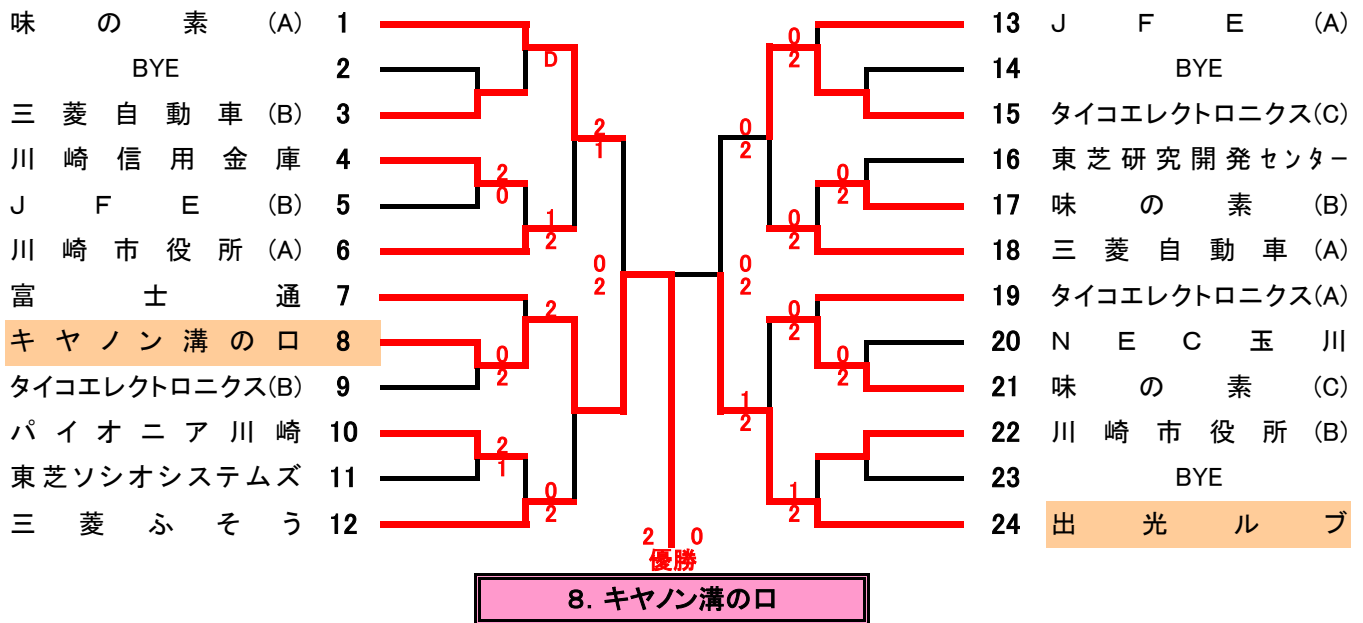 味の素(A) 1
BYE 2
三菱自動車(B) 3
川崎信用金庫 4
JFE(B) 5
川崎市役所(A) 6
富士通 7
キヤノン溝の口 8
タイコエレクトロニクス(B) 9
パイオニア川崎 10
東芝ソシオシステムズ 11
三菱ふそう 12
D
2
1
2
0
1
2
0
2
2
0
2
2
1
0
2
2 0
優勝
8. キヤノン溝の口
0
2
0
2
0
2
0
2
0
2
0
2
0
2
1
2
1
2
13 JFE(A)
14 BYE
15 タイコエレクトロニクス(C)
16 東芝研究開発センター
17 味の素(B)
18 三菱自動車(A)
19 タイコエレクトロニクス(A)
20 NEC玉川
21 味の素(C)
22 川崎市役所(B)
23 BYE
24 出光ルブ